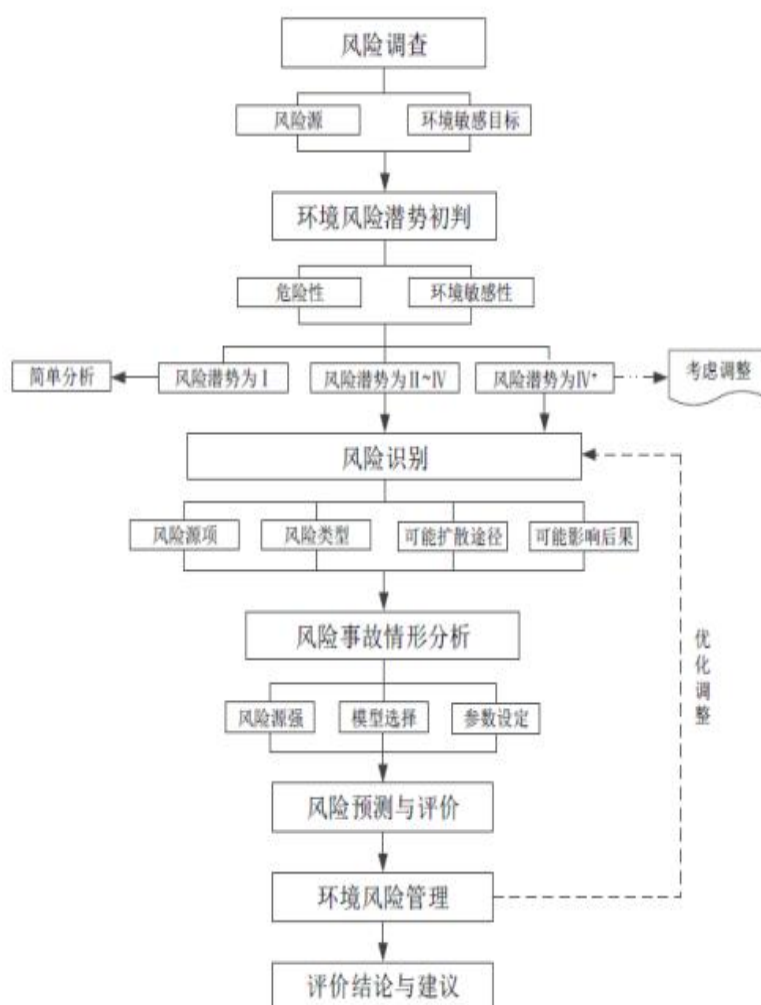 风险调查
风险源
环境敏感目标
环境风险潜势初判
危险性
环境敏感性
简单分析
风险潜势为Ⅰ
风险潜势为Ⅱ~Ⅳ
风险潜势为Ⅳ⁺
考虑调整
风险识别
风险源项
风险类型
可能扩散途径
可能影响后果
风险事故情形分析
优化调整
风险源强
模型选择
参数设定
风险预测与评价
环境风险管理
评价结论与建议